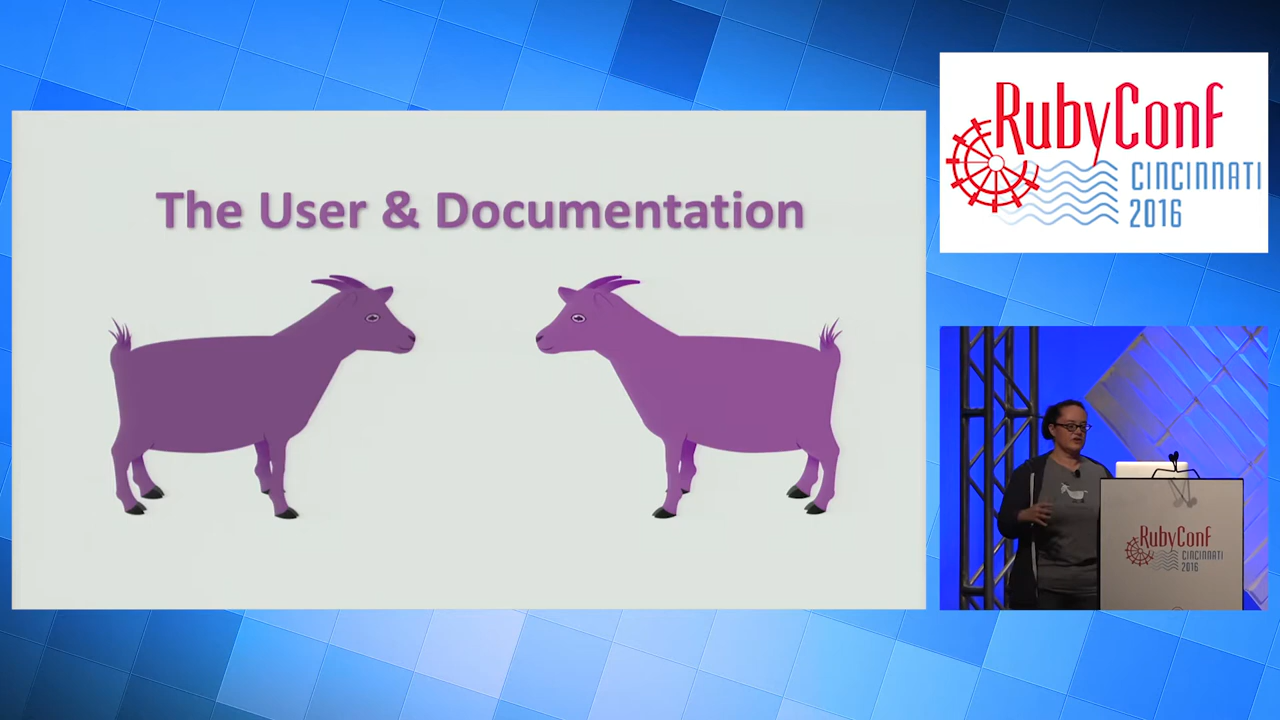 The User & Documentation
RubyConf
CINCINNATI
2016
RubyConf
CINCINNATI
2016